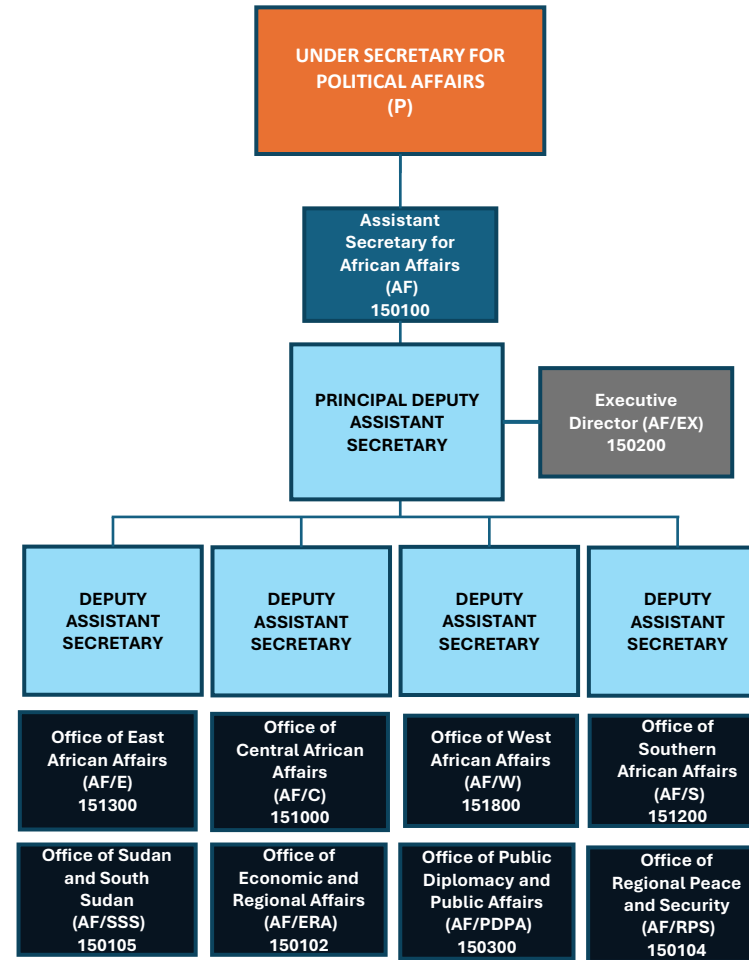 UNDER SECRETARY FOR
POLITICAL AFFAIRS
(P)
Assistant
Secretary for
African Affairs
(AF)
150100
PRINCIPAL DEPUTY
ASSISTANT
SECRETARY
Executive
Director (AF/EX)
150200
DEPUTY
ASSISTANT
SECRETARY
DEPUTY
ASSISTANT
SECRETARY
DEPUTY
ASSISTANT
SECRETARY
DEPUTY
ASSISTANT
SECRETARY
Office of East
African Affairs
(AF/E)
151300
Office of
Central African
Affairs
(AF/C)
151000
Office of West
African Affairs
(AF/W)
151800
Office of
Southern
African Affairs
(AF/S)
151200
Office of Sudan
and South
Sudan
(AF/SSS)
150105
Office of
Economic and
Regional Affairs
(AF/ERA)
150102
Office of Public
Diplomacy and
Public Affairs
(AF/PDPA)
150300
Office of
Regional Peace
and Security
(AF/RPS)
150104